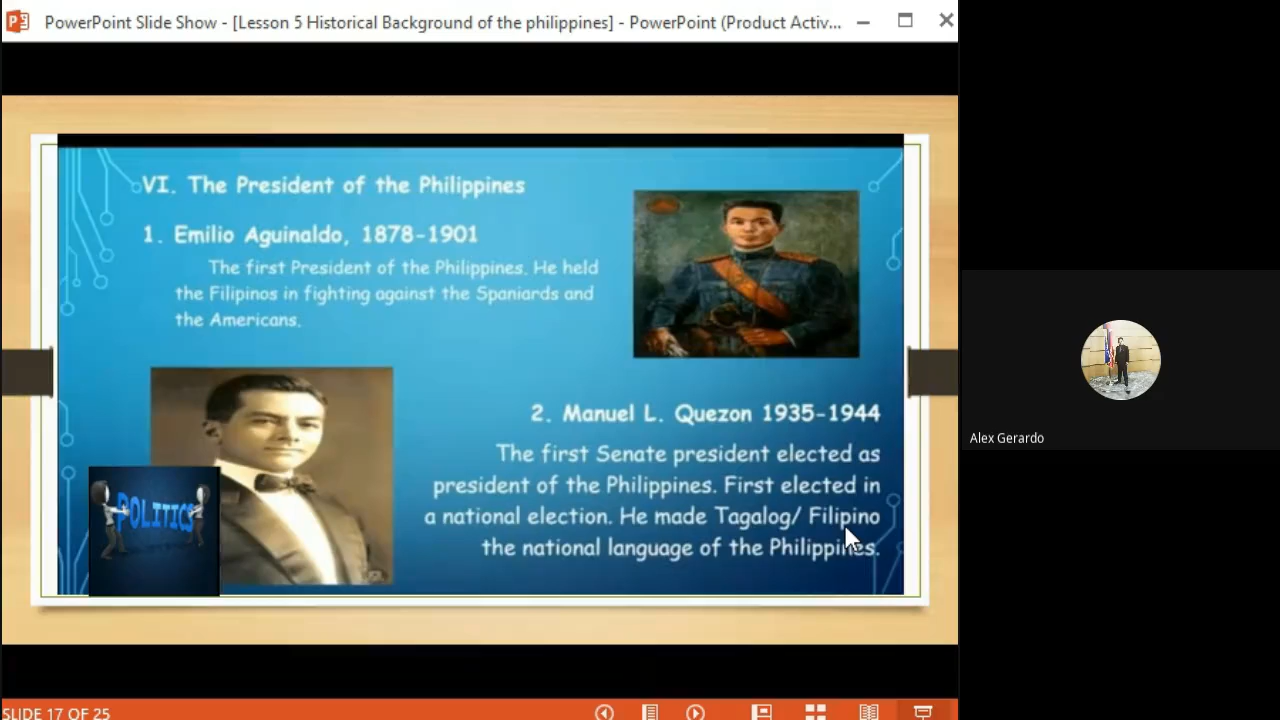 PowerPoint Slide Show - [Lesson 5 Historical Background of the philippines] - PowerPoint (Product Activ...
VI. The President of the Philippines
1. Emilio Aguinaldo, 1878-1901
The first President of the Philippines. He held
the Filipinos in fighting against the Spaniards and
the Americans.
2. Manuel L. Quezon 1935-1944
The first Senate president elected as
president of the Philippines. First elected in
a national election. He made Tagalog/ Filipino
the national language of the Philippines.
POLITICS
Alex Gerardo
SLIDE 17 OF 25